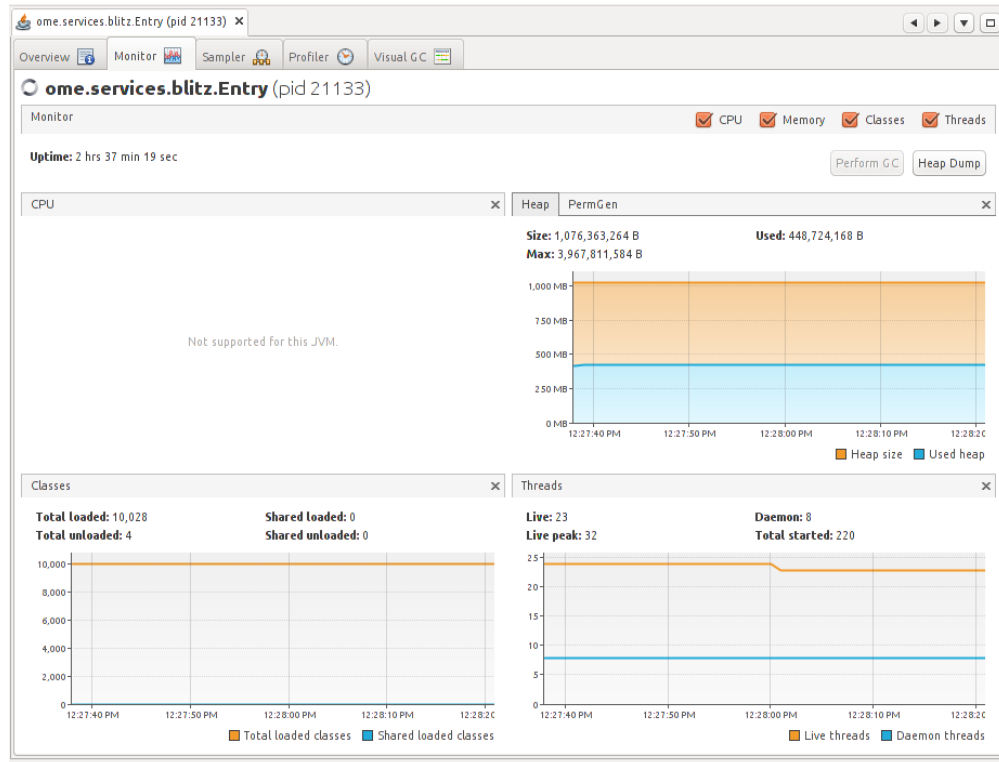 ome.services.blitz.Entry (pid 21133)
Overview Monitor Sampler Profiler Visual GC
ome.services.blitz.Entry (pid 21133)
Monitor CPU Memory Classes Threads
Uptime: 2 hrs 37 min 19 sec
Perform GC Heap Dump
CPU
Not supported for this JVM.
Heap PermGen
Size: 1,076,363,264 B Used: 448,724,168 B
Max: 3,967,811,584 B
1,000 MB
750 MB
500 MB
250 MB
0 MB
12:27:40 PM 12:27:50 PM 12:28:00 PM 12:28:10 PM 12:28:20
Heap size Used heap
Classes
Total loaded: 10,028 Shared loaded: 0
Total unloaded: 4 Shared unloaded: 0
10,000
8,000
6,000
4,000
2,000
0
12:27:40 PM 12:27:50 PM 12:28:00 PM 12:28:10 PM 12:28:20
Total loaded classes Shared loaded classes
Threads
Live: 23 Daemon: 8
Live peak: 32 Total started: 220
25
20
15
10
5
0
12:27:40 PM 12:27:50 PM 12:28:00 PM 12:28:10 PM 12:28:20
Live threads Daemon threads